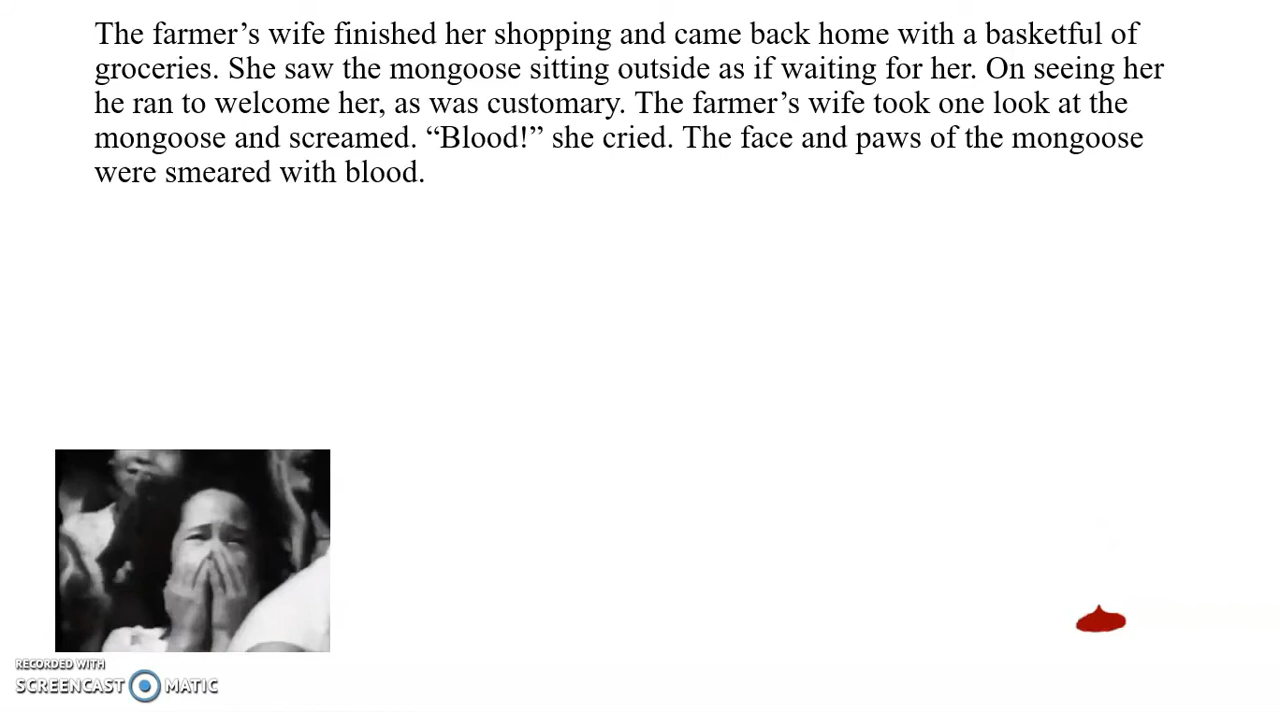 The farmer’s wife finished her shopping and came back home with a basketful of
groceries. She saw the mongoose sitting outside as if waiting for her. On seeing her
he ran to welcome her, as was customary. The farmer’s wife took one look at the
mongoose and screamed. “Blood!” she cried. The face and paws of the mongoose
were smeared with blood.
RECORDED WITH
SCREENCAST MATIC